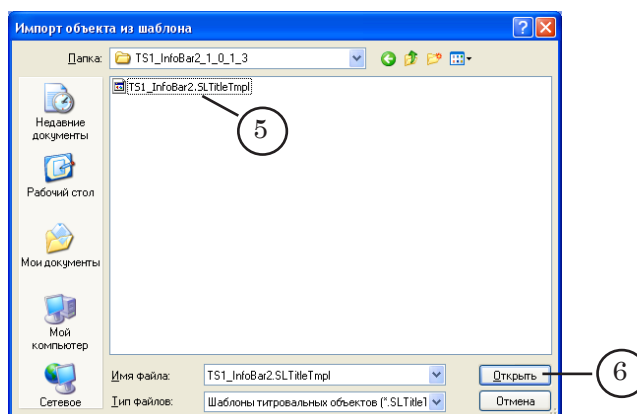 Импорт объекта из шаблона
Папка: TS1_InfoBar2_1_0_1_3
TS1_InfoBar2.SLTitleTmpl
5
Недавние
документы
Рабочий стол
Мои документы
Мой
компьютер
Сетевое
Имя файла: TS1_InfoBar2.SLTitleTmpl
Открыть
6
Тип файлов: Шаблоны титровальных объектов (*.SLTitleT
Отмена